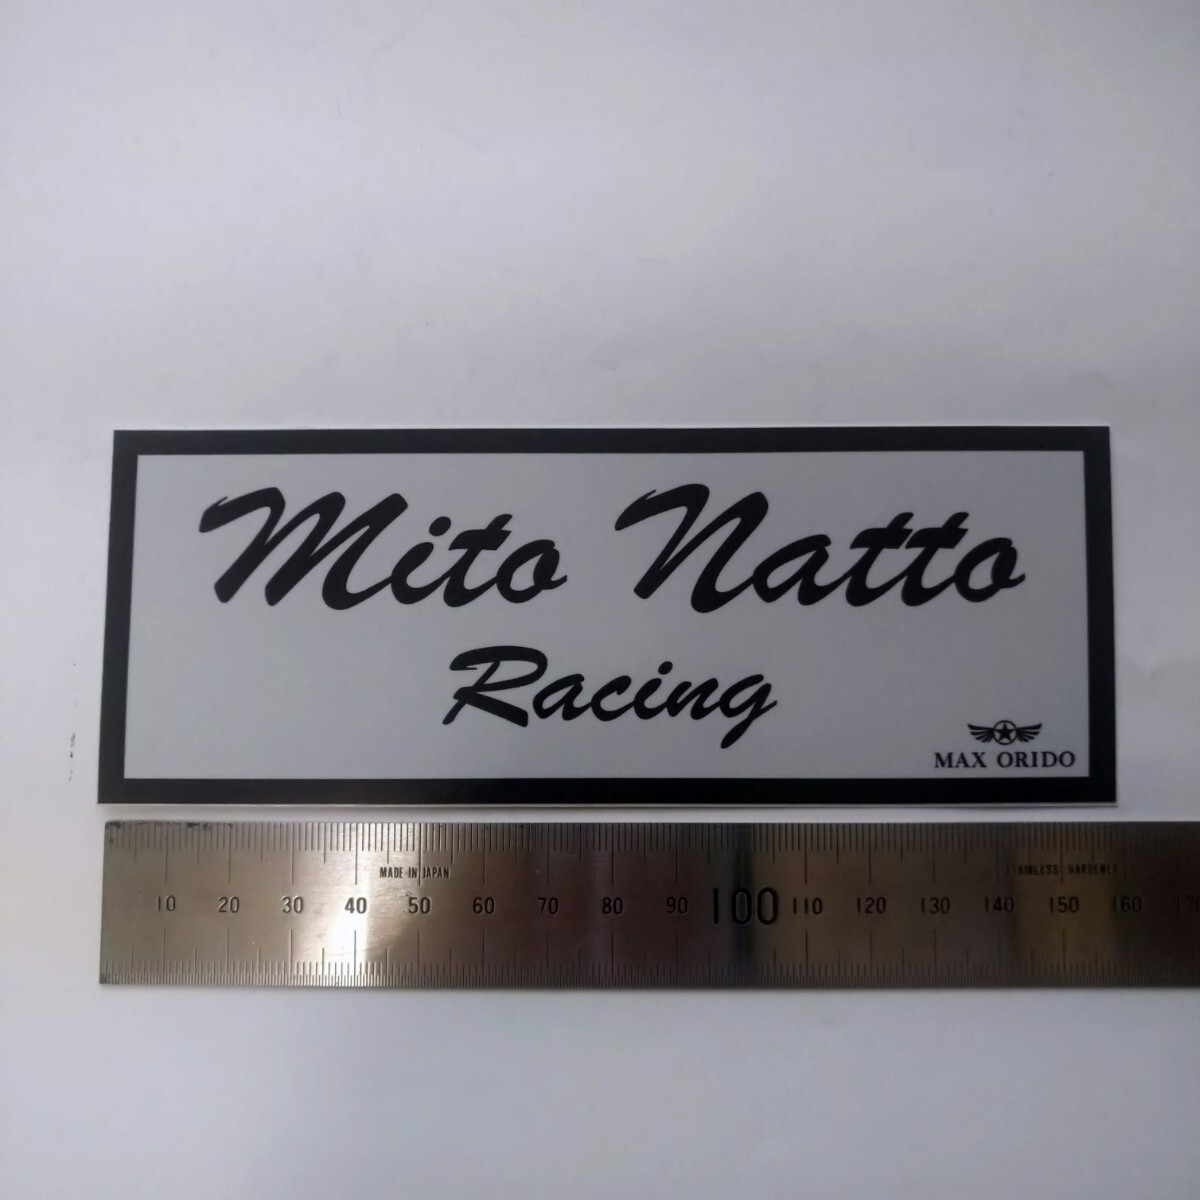 Mito Natto
Racing
MAX ORIDO
MADE IN JAPAN
STAINLESS HARDENED
10 20 30 40 50 60 70 80 90 100 110 120 130 140 150 160